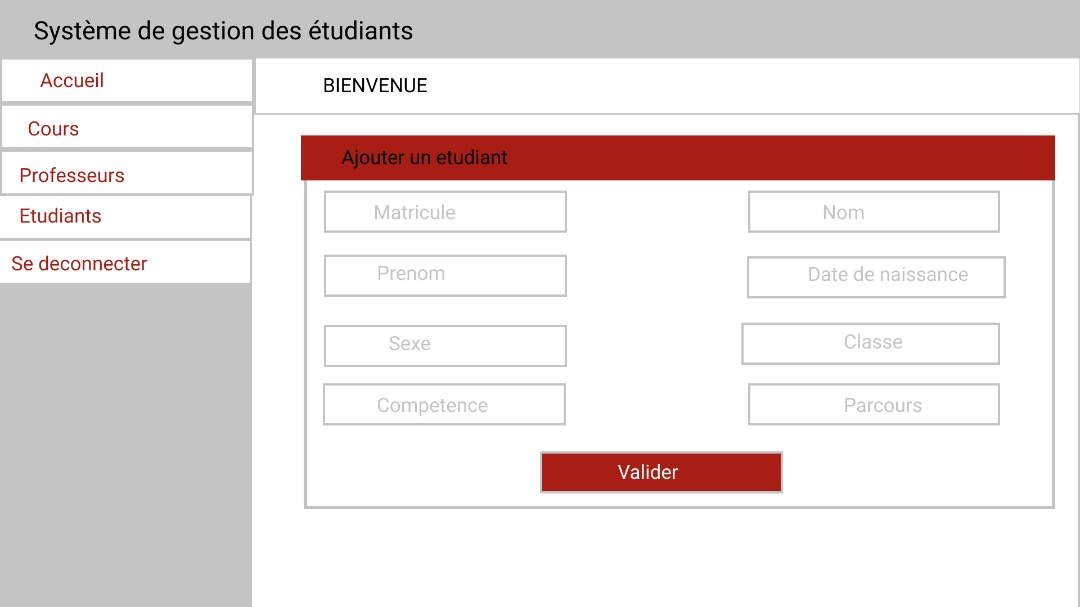 Système de gestion des étudiants
Accueil
Cours
Professeurs
Etudiants
Se deconnecter
BIENVENUE
Ajouter un etudiant
Matricule
Nom
Prenom
Date de naissance
Sexe
Classe
Competence
Parcours
Valider